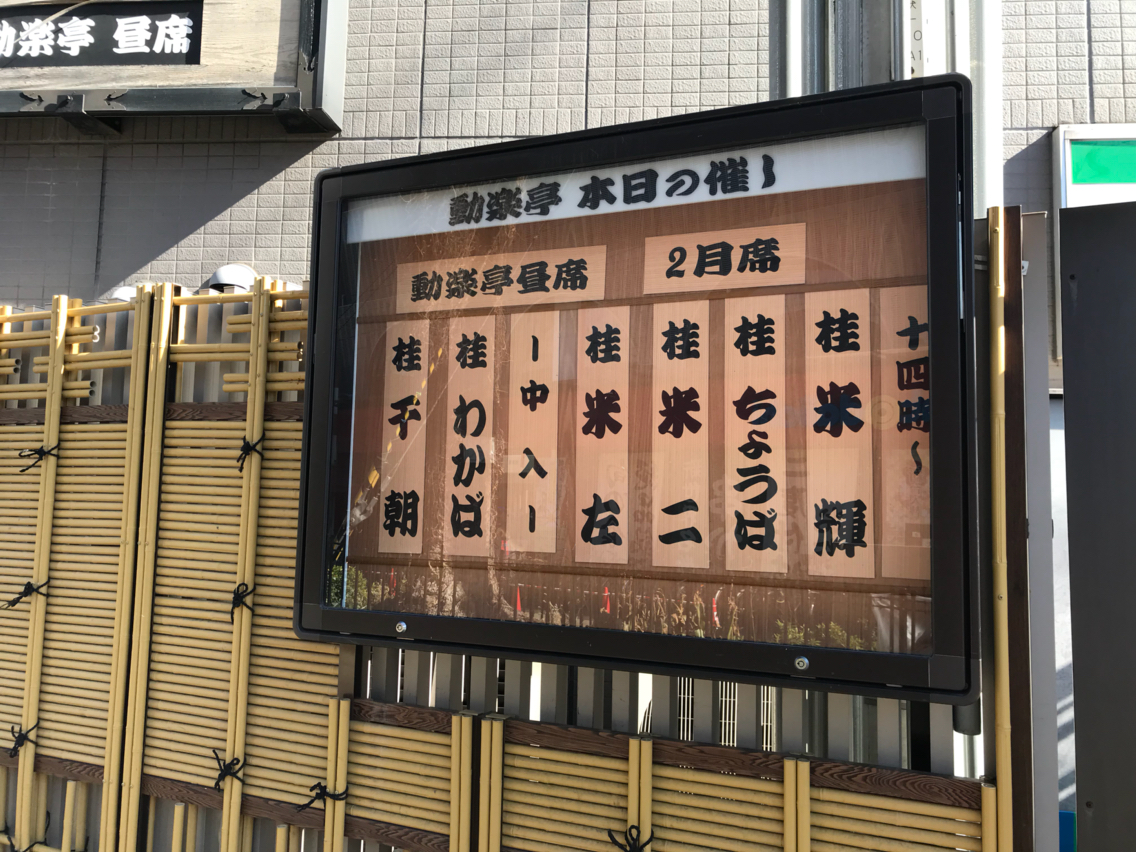 動楽亭 昼席
動楽亭 本日の催し
2月席
動楽亭昼席
十四時~
桂 米輝
桂 ちょうば
桂 米二
桂 米左
ー中入ー
桂 わかば
桂 千朝